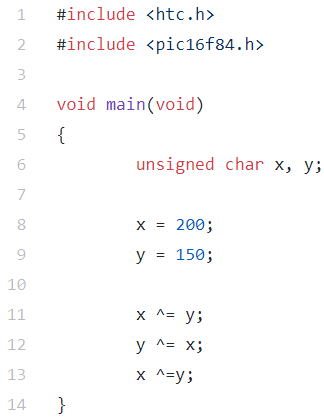 1 #include <htc.h>
2 #include <pic16f84.h>
3
4 void main(void)
5 {
6 unsigned char x, y;
7
8 x = 200;
9 y = 150;
10
11 x ^= y;
12 y ^= x;
13 x ^=y;
14 }